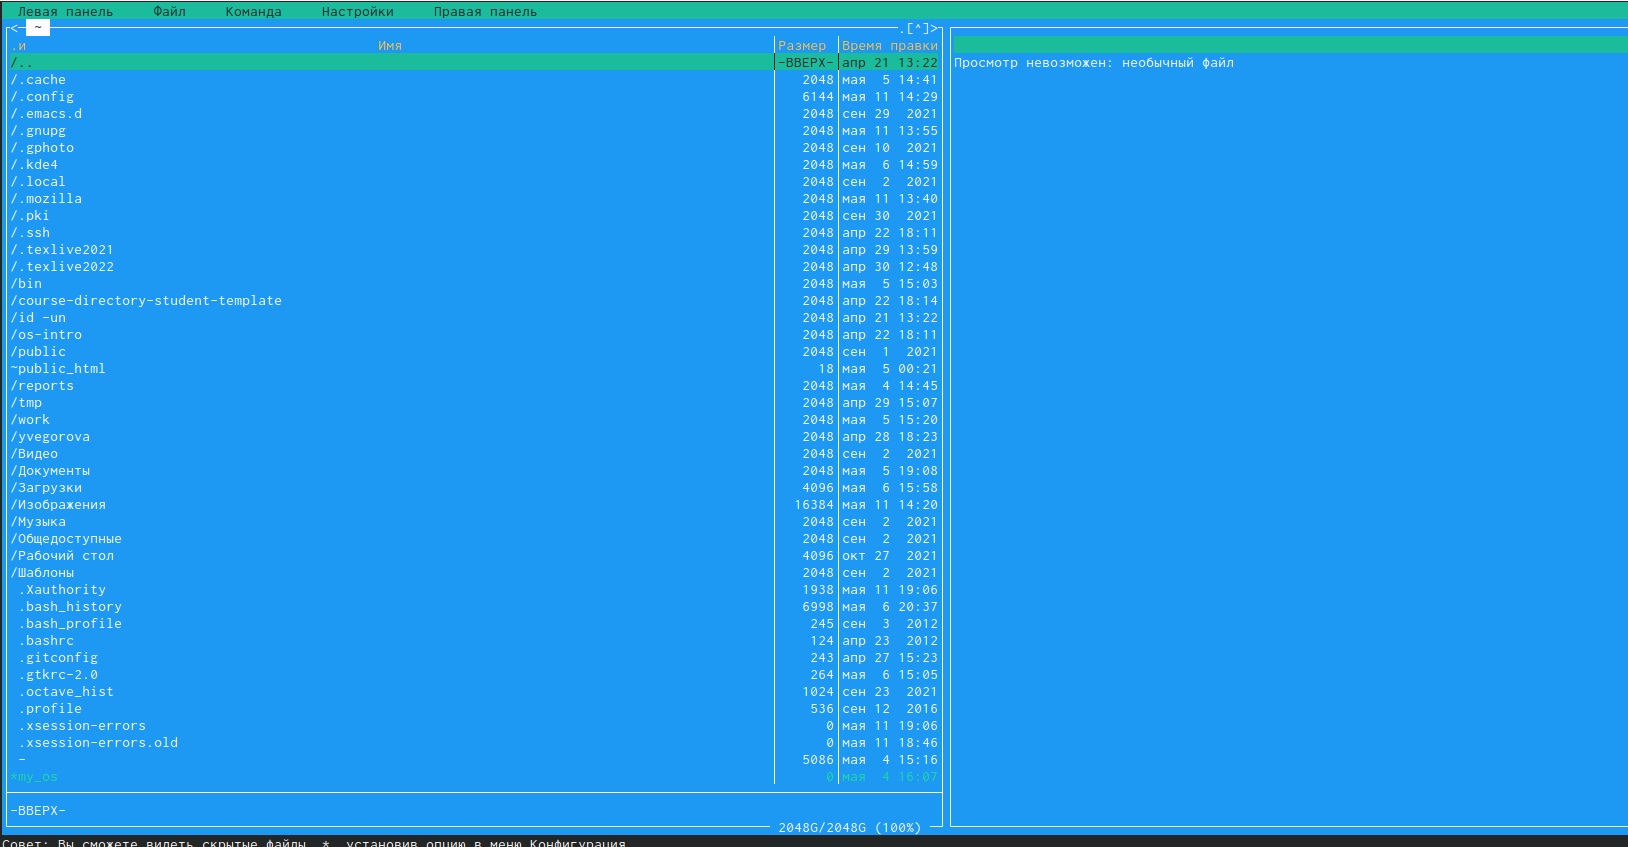 Левая панель Файл Команда Настройки Правая панель
<- ~ .[^]>
.и Имя Размер Время правки
/.. -ВВЕРХ- апр 21 13:22 Просмотр невозможен: необычный файл
/.cache 2048 мая 5 14:41
/.config 6144 мая 11 14:29
/.emacs.d 2048 сен 29 2021
/.gnupg 2048 мая 11 13:55
/.gphoto 2048 сен 10 2021
/.kde4 2048 мая 6 14:59
/.local 2048 сен 2 2021
/.mozilla 2048 мая 11 13:40
/.pki 2048 сен 30 2021
/.ssh 2048 апр 22 18:11
/.texlive2021 2048 апр 29 13:59
/.texlive2022 2048 апр 30 12:48
/bin 2048 мая 5 15:03
/course-directory-student-template 2048 апр 22 18:14
/id -un 2048 апр 21 13:22
/os-intro 2048 апр 22 18:11
/public 2048 сен 1 2021
~public_html 18 мая 5 00:21
/reports 2048 мая 4 14:45
/tmp 2048 апр 29 15:07
/work 2048 мая 5 15:20
/yvegorova 2048 апр 28 18:23
/Видео 2048 сен 2 2021
/Документы 2048 мая 5 19:08
/Загрузки 4096 мая 6 15:58
/Изображения 16384 мая 11 14:20
/Музыка 2048 сен 2 2021
/Общедоступные 2048 сен 2 2021
/Рабочий стол 4096 окт 27 2021
/Шаблоны 2048 сен 2 2021
.Xauthority 1938 мая 11 19:06
.bash_history 6998 мая 6 20:37
.bash_profile 245 сен 3 2012
.bashrc 124 апр 23 2012
.gitconfig 243 апр 27 15:23
.gtkrc-2.0 264 мая 6 15:05
.octave_hist 1024 сен 23 2021
.profile 536 сен 12 2016
.xsession-errors 0 мая 11 19:06
.xsession-errors.old 0 мая 11 18:46
- 5086 мая 4 15:16
*my_os 0 мая 4 16:07
-ВВЕРХ-
2048G/2048G (100%)
Совет: Вы сможете видеть скрытые файлы .*, установив опцию в меню Конфигурация.